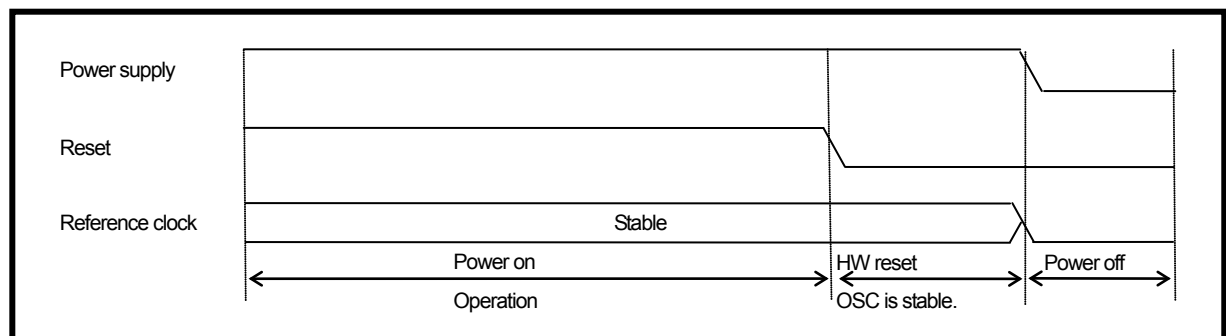 Power supply
Reset
Reference clock
Stable
Power on
HW reset
Power off
Operation
OSC is stable.